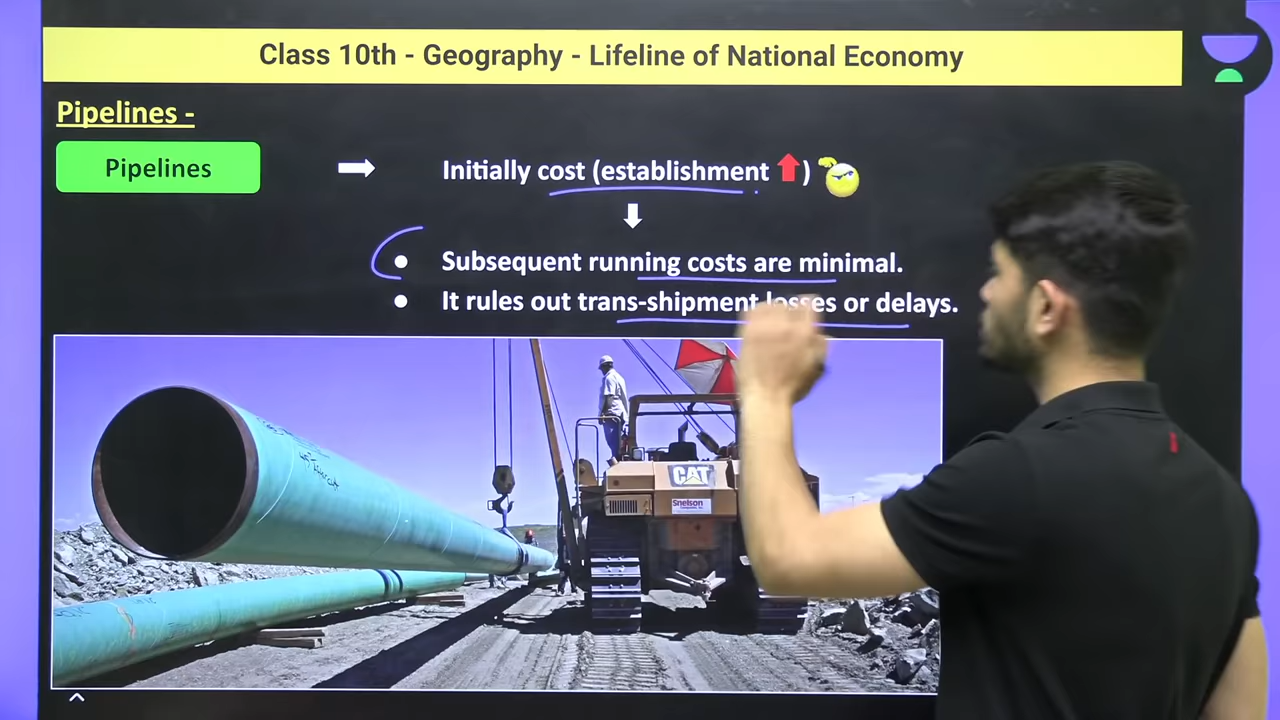 Class 10th - Geography - Lifeline of National Economy
Pipelines -
Pipelines
Initially cost (establishment ⬆)
• Subsequent running costs are minimal.
• It rules out trans-shipment losses or delays.
CAT
Snelson